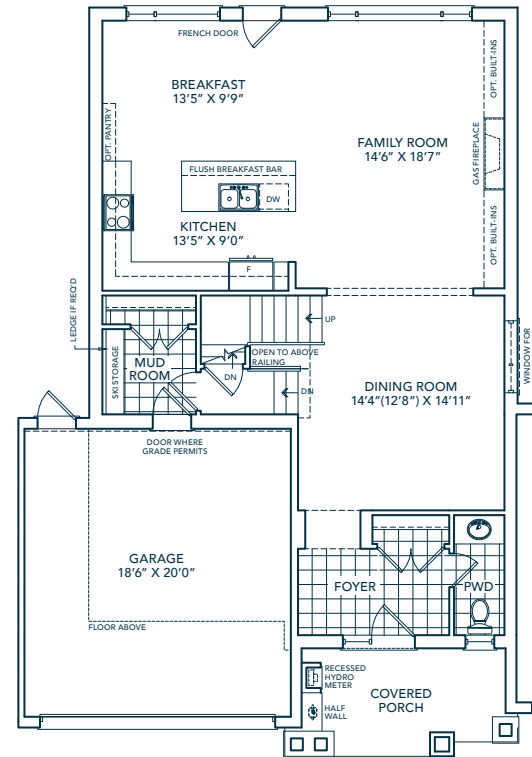 FRENCH DOOR
BREAKFAST
13'5" X 9'9"
OPT. BUILT-INS
OPT. PANTRY
FAMILY ROOM
14'6" X 18'7"
GAS FIREPLACE
FLUSH BREAKFAST BAR
DW
KITCHEN
13'5" X 9'0"
OPT. BUILT-INS
F
LEDGE IF REQ'D
UP
WINDOW FOR
SKI STORAGE
MUD
ROOM
OPEN TO ABOVE
RAILING
DN
DN
DINING ROOM
14'4"(12'8") X 14'11"
DOOR WHERE
GRADE PERMITS
GARAGE
18'6" X 20'0"
FOYER
PWD
FLOOR ABOVE
RECESSED
HYDRO
METER
COVERED
PORCH
HALF
WALL